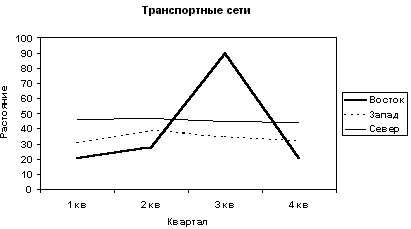 Транспортные сети
100
90
80
70
60
50
40
30
20
10
0
Растояние
1 кв 2 кв 3 кв 4 кв
Квартал
Восток
Запад
Север